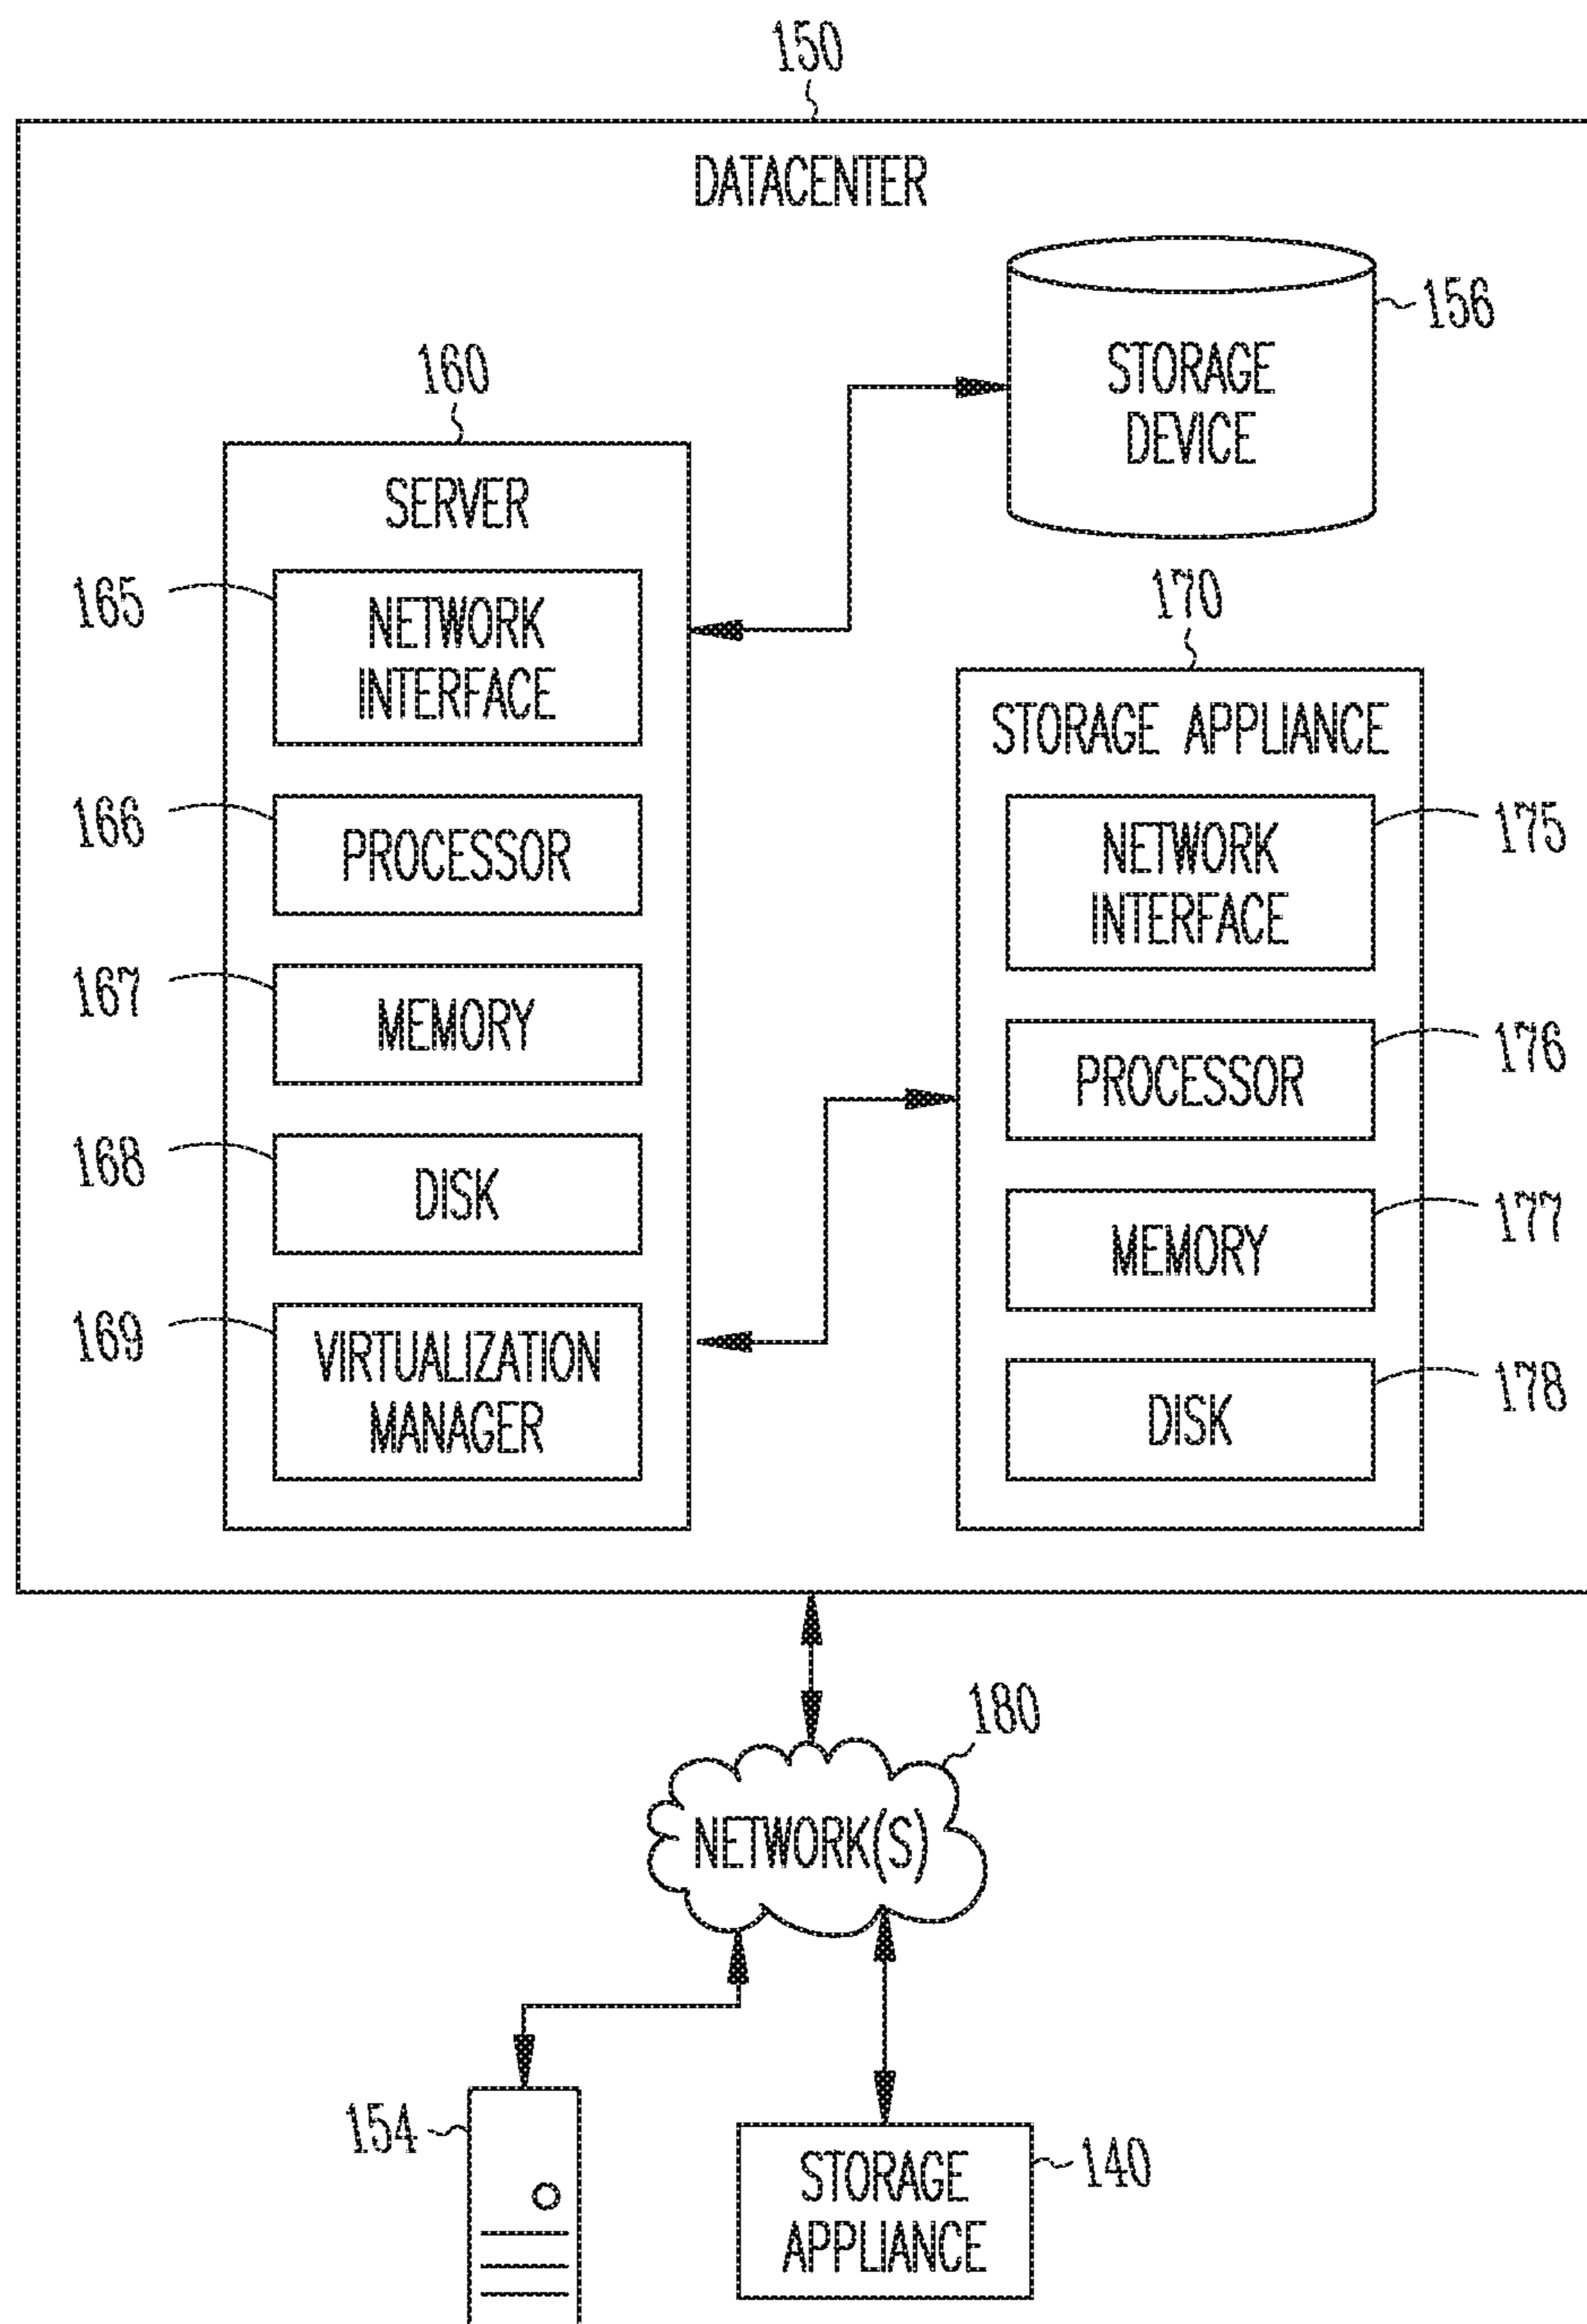 150
DATACENTER
156
STORAGE
DEVICE
160
SERVER
165
NETWORK
INTERFACE
166
PROCESSOR
167
MEMORY
168
DISK
169
VIRTUALIZATION
MANAGER
170
STORAGE APPLIANCE
175
NETWORK
INTERFACE
176
PROCESSOR
177
MEMORY
178
DISK
180
NETWORK(S)
154
140
STORAGE
APPLIANCE